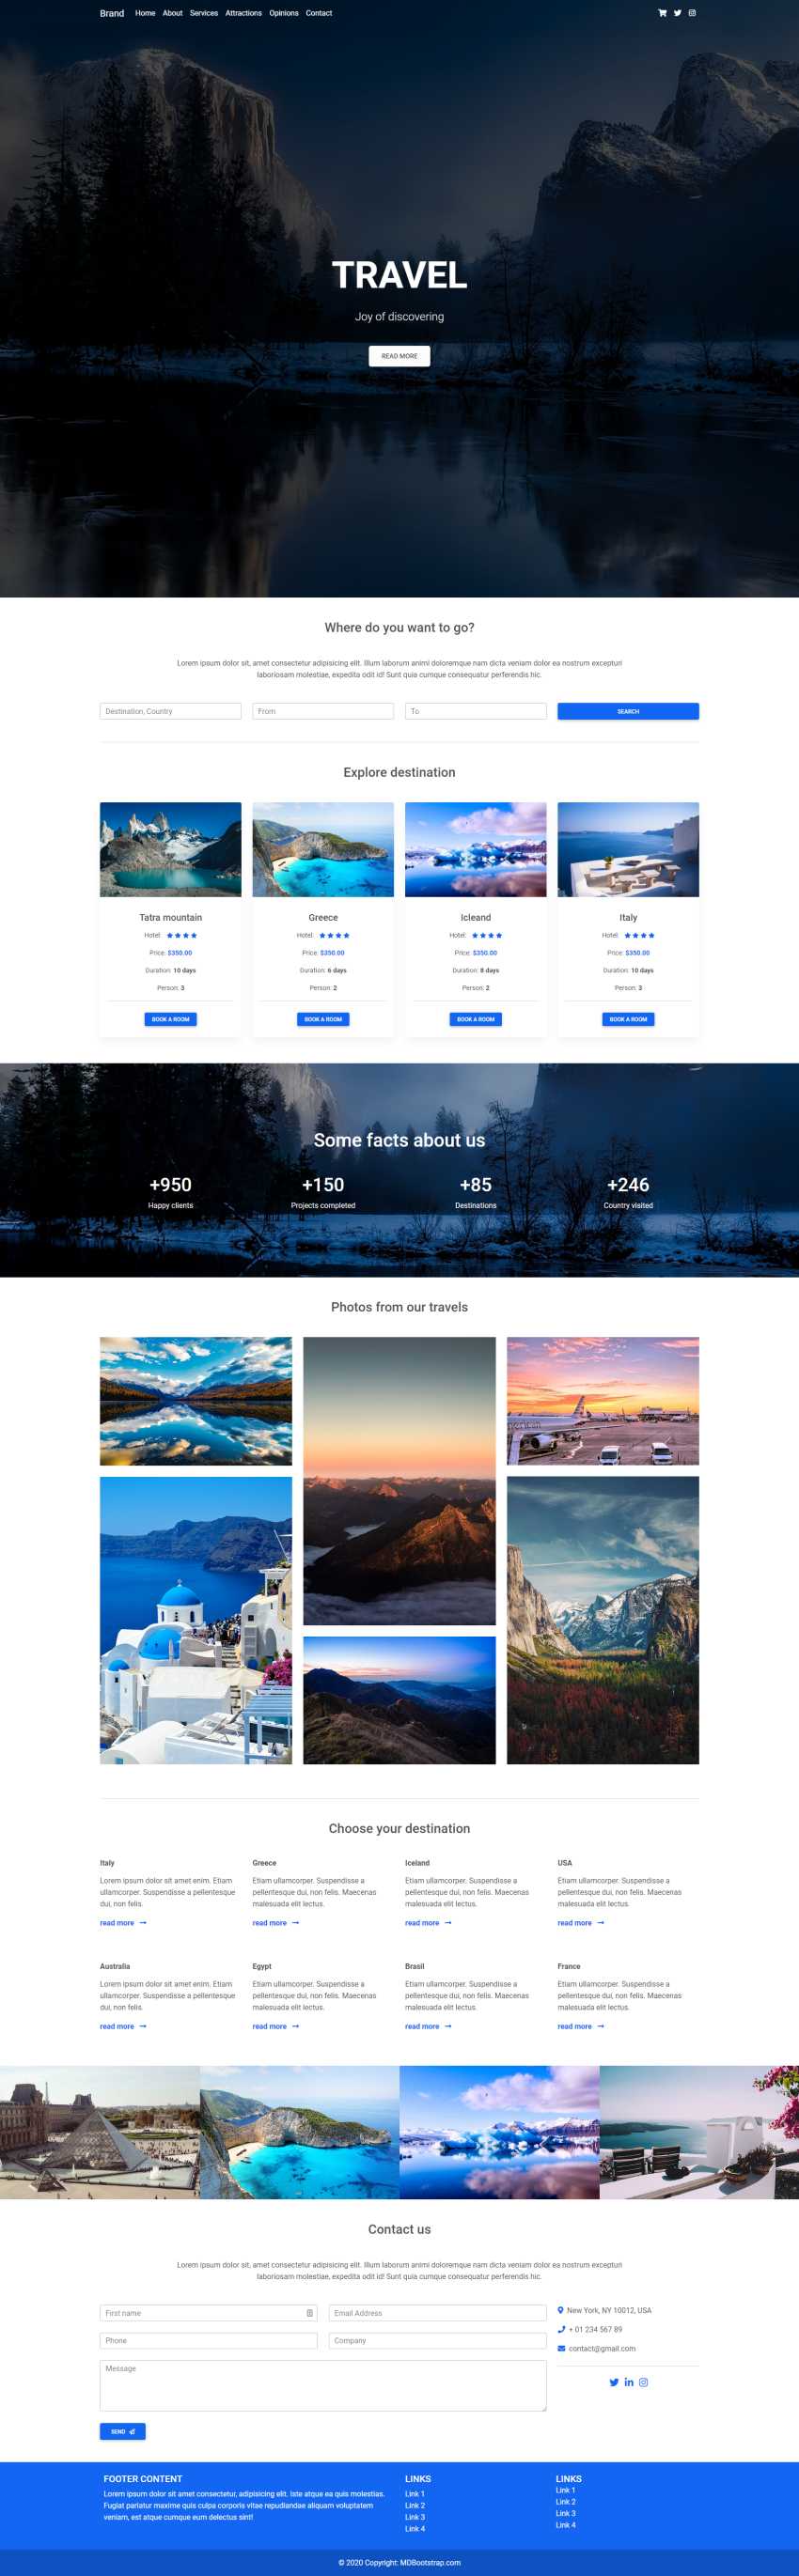 Brand Home About Services Attractions Opinions Contact
TRAVEL
Joy of discovering
READ MORE
Where do you want to go?
Lorem ipsum dolor sit, amet consectetur adipisicing elit. Illum laborum animi doloremque nam dicta veniam dolor ea nostrum excepturi
laboriosam molestiae, expedita odit id! Sunt quia cumque consequatur perferendis hic.
Destination, Country From To SEARCH
Explore destination
Tatra mountain Greece Icleand Italy
Hotel: Hotel: Hotel: Hotel:
Price: $350.00 Price: $350.00 Price: $350.00 Price: $350.00
Duration: 10 days Duration: 6 days Duration: 8 days Duration: 10 days
Person: 3 Person: 2 Person: 2 Person: 3
BOOK A ROOM BOOK A ROOM BOOK A ROOM BOOK A ROOM
Some facts about us
+950 +150 +85 +246
Happy clients Projects completed Destinations Country visited
Photos from our travels
Choose your destination
Italy Greece Iceland USA
Lorem ipsum dolor sit amet enim. Etiam Etiam ullamcorper. Suspendisse a Etiam ullamcorper. Suspendisse a Etiam ullamcorper. Suspendisse a
ullamcorper. Suspendisse a pellentesque pellentesque dui, non felis. Maecenas pellentesque dui, non felis. Maecenas pellentesque dui, non felis. Maecenas
dui, non felis. malesuada elit lectus. malesuada elit lectus. malesuada elit lectus.
read more → read more → read more → read more →
Australia Egypt Brasil France
Lorem ipsum dolor sit amet enim. Etiam Etiam ullamcorper. Suspendisse a Etiam ullamcorper. Suspendisse a Etiam ullamcorper. Suspendisse a
ullamcorper. Suspendisse a pellentesque pellentesque dui, non felis. Maecenas pellentesque dui, non felis. Maecenas pellentesque dui, non felis. Maecenas
dui, non felis. malesuada elit lectus. malesuada elit lectus. malesuada elit lectus.
read more → read more → read more → read more →
Contact us
Lorem ipsum dolor sit, amet consectetur adipisicing elit. Illum laborum animi doloremque nam dicta veniam dolor ea nostrum excepturi
laboriosam molestiae, expedita odit id! Sunt quia cumque consequatur perferendis hic.
First name Email Address New York, NY 10012, USA
+ 01 234 567 89
Phone Company contact@gmail.com
Message
SEND
FOOTER CONTENT LINKS LINKS
Lorem ipsum dolor sit amet consectetur, adipisicing elit. Iste atque ea quis molestias. Link 1 Link 1
Fugiat pariatur maxime quis culpa corporis vitae repudiandae aliquam voluptatem Link 2 Link 2
veniam, est atque cumque eum delectus sint! Link 3 Link 3
Link 4 Link 4
© 2020 Copyright: MDBootstrap.com